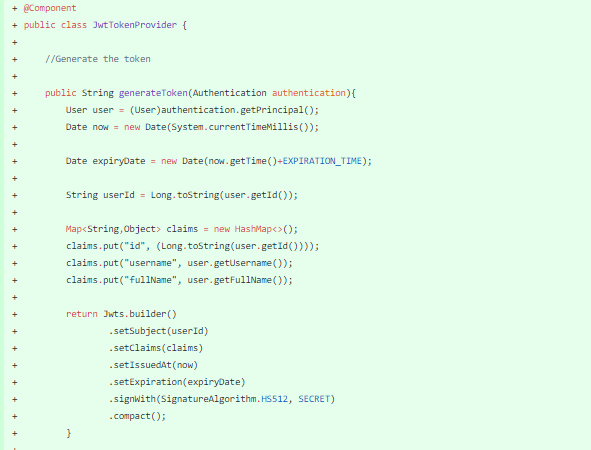 + @Component
+ public class JwtTokenProvider {
+
+     //Generate the token
+
+     public String generateToken(Authentication authentication){
+         User user = (User)authentication.getPrincipal();
+         Date now = new Date(System.currentTimeMillis());
+
+         Date expiryDate = new Date(now.getTime()+EXPIRATION_TIME);
+
+         String userId = Long.toString(user.getId());
+
+         Map<String,Object> claims = new HashMap<>();
+         claims.put("id", (Long.toString(user.getId())));
+         claims.put("username", user.getUsername());
+         claims.put("fullName", user.getFullName());
+
+         return Jwts.builder()
+                 .setSubject(userId)
+                 .setClaims(claims)
+                 .setIssuedAt(now)
+                 .setExpiration(expiryDate)
+                 .signWith(SignatureAlgorithm.HS512, SECRET)
+                 .compact();
+         }
+